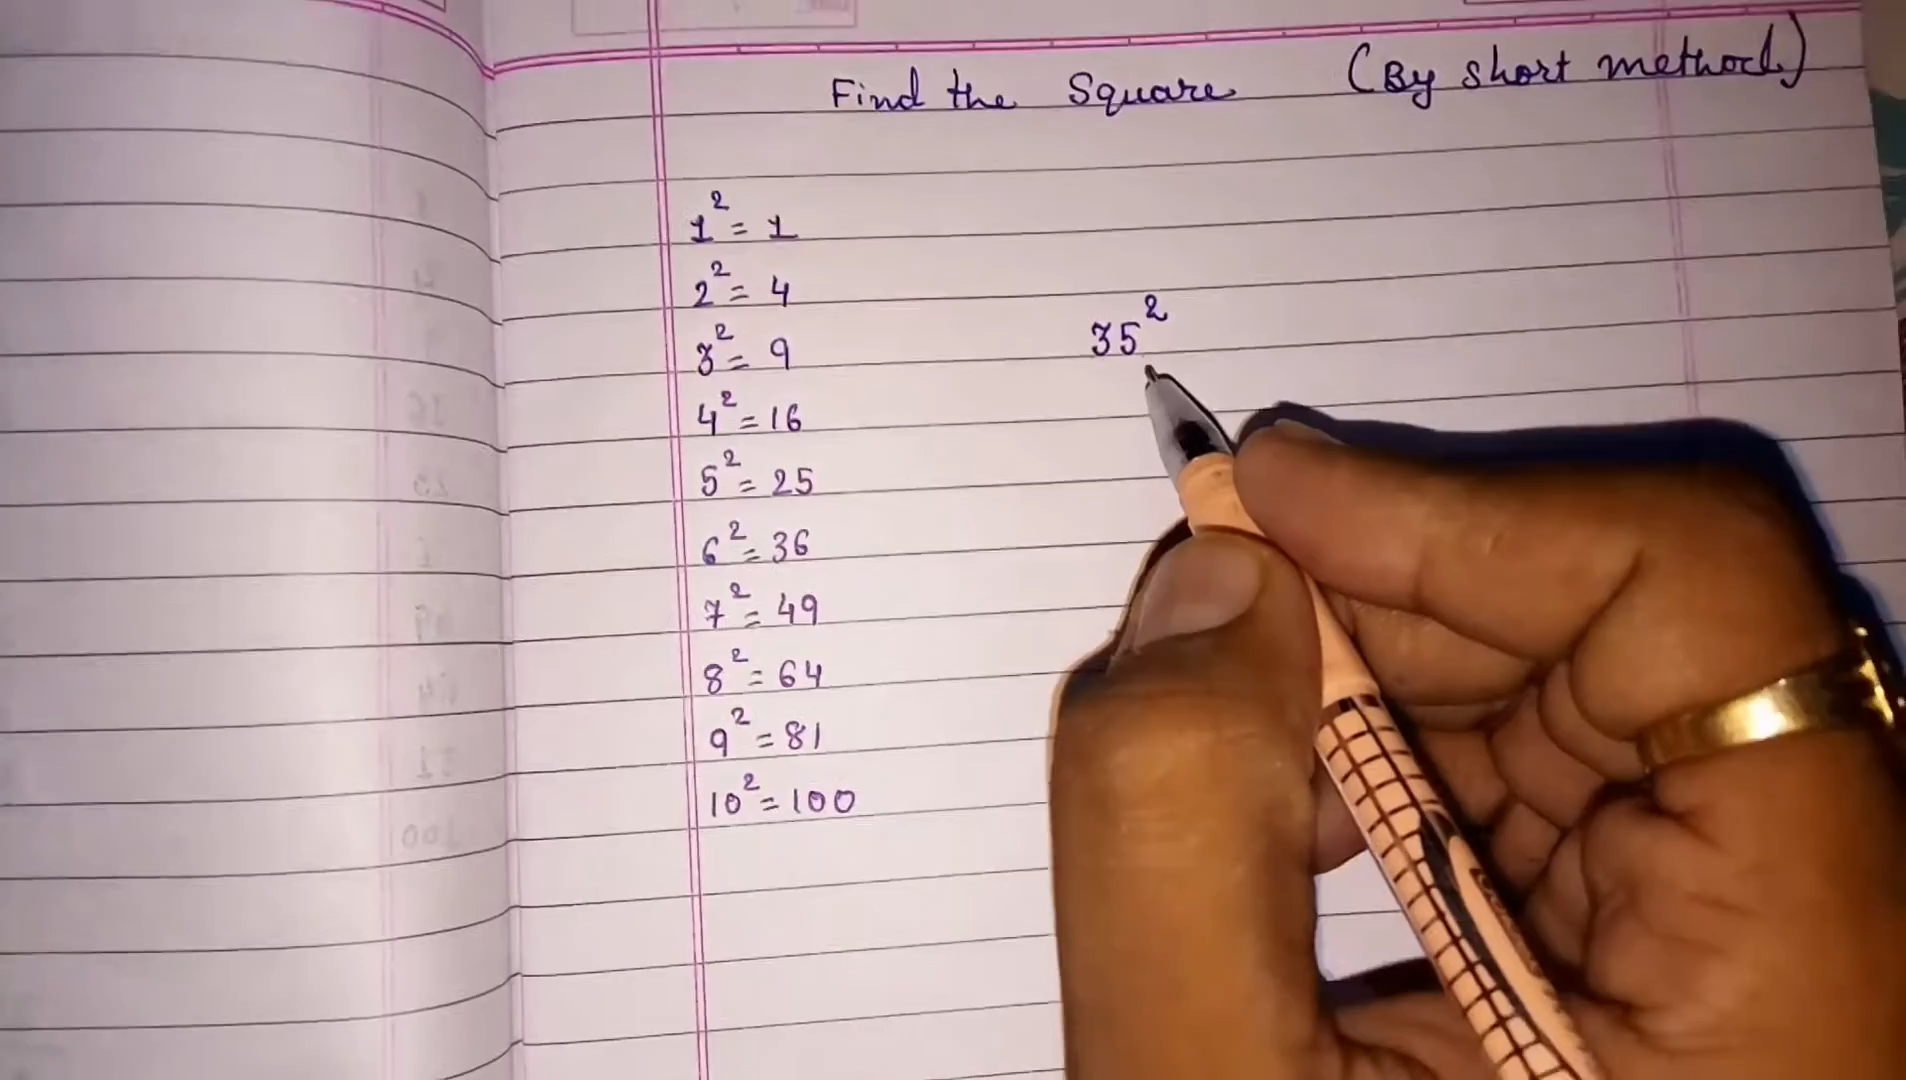 Find the Square (By short method)
1² = 1
2² = 4
3² = 9
35²
4² = 16
5² = 25
6² = 36
7² = 49
8² = 64
9² = 81
10² = 100